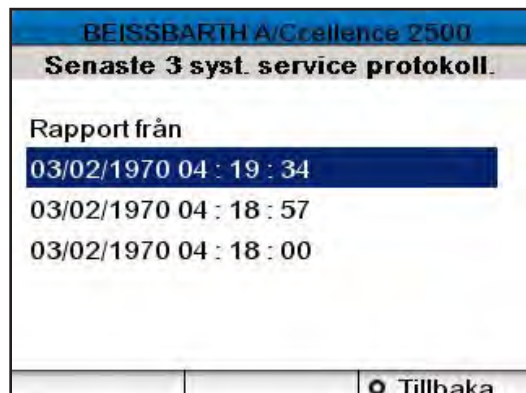 BEISSBARTH A/Ccellence 2500
Senaste 3 syst. service protokoll.
Rapport från
03/02/1970 04 : 19 : 34
03/02/1970 04 : 18 : 57
03/02/1970 04 : 18 : 00
Tillbaka